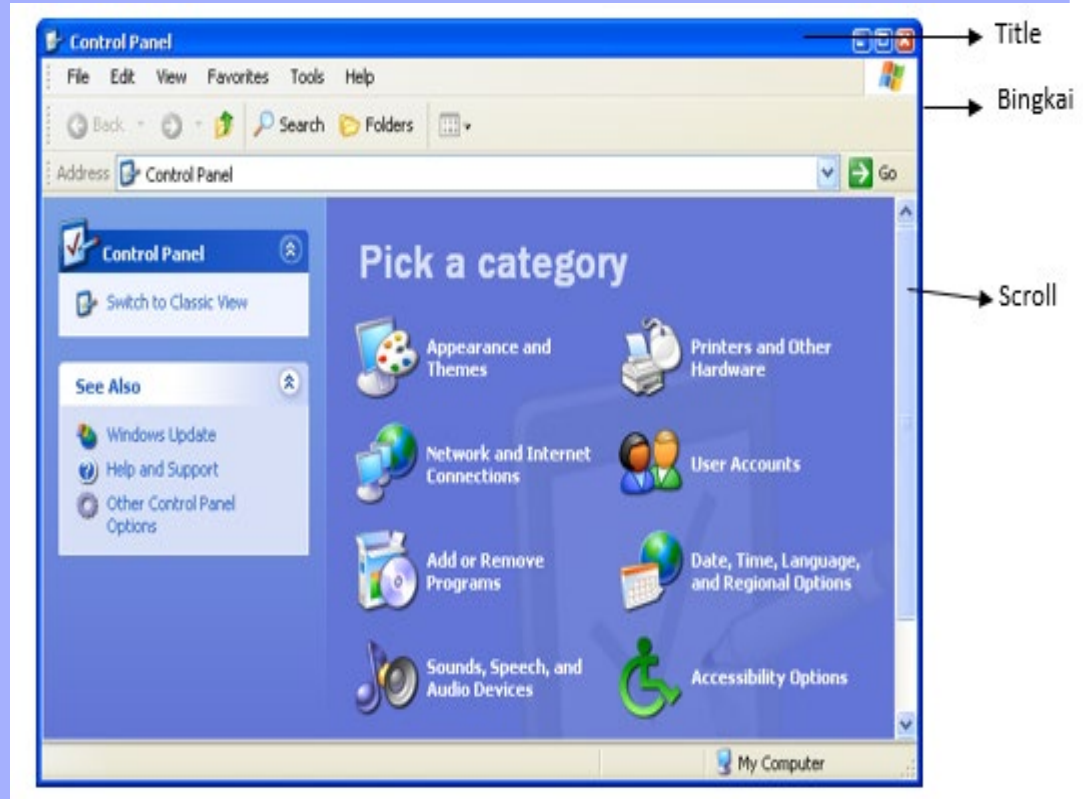 Control Panel
Title
File Edit View Favorites Tools Help
Bingkai
Back Search Folders
Address Control Panel Go
Control Panel
Switch to Classic View
See Also
Windows Update
Help and Support
Other Control Panel
Options
Pick a category
Appearance and
Themes
Printers and Other
Hardware
Network and Internet
Connections
User Accounts
Add or Remove
Programs
Date, Time, Language,
and Regional Options
Sounds, Speech, and
Audio Devices
Accessibility Options
Scroll
My Computer